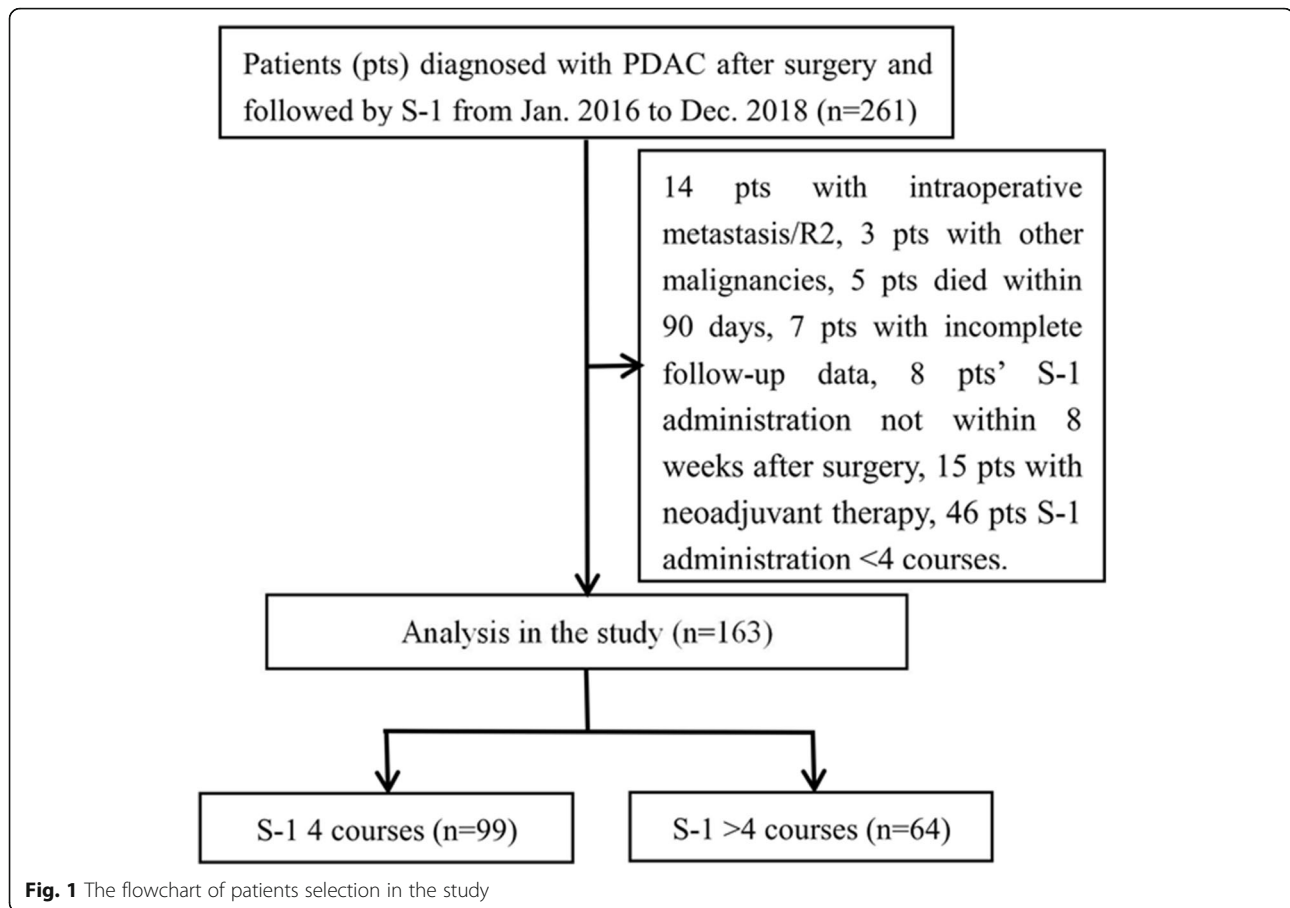 Patients (pts) diagnosed with PDAC after surgery and
followed by S-1 from Jan. 2016 to Dec. 2018 (n=261)
14 pts with intraoperative
metastasis/R2, 3 pts with other
malignancies, 5 pts died within
90 days, 7 pts with incomplete
follow-up data, 8 pts’ S-1
administration not within 8
weeks after surgery, 15 pts with
neoadjuvant therapy, 46 pts S-1
administration <4 courses.
Analysis in the study (n=163)
S-1 4 courses (n=99)
S-1 >4 courses (n=64)
Fig. 1 The flowchart of patients selection in the study